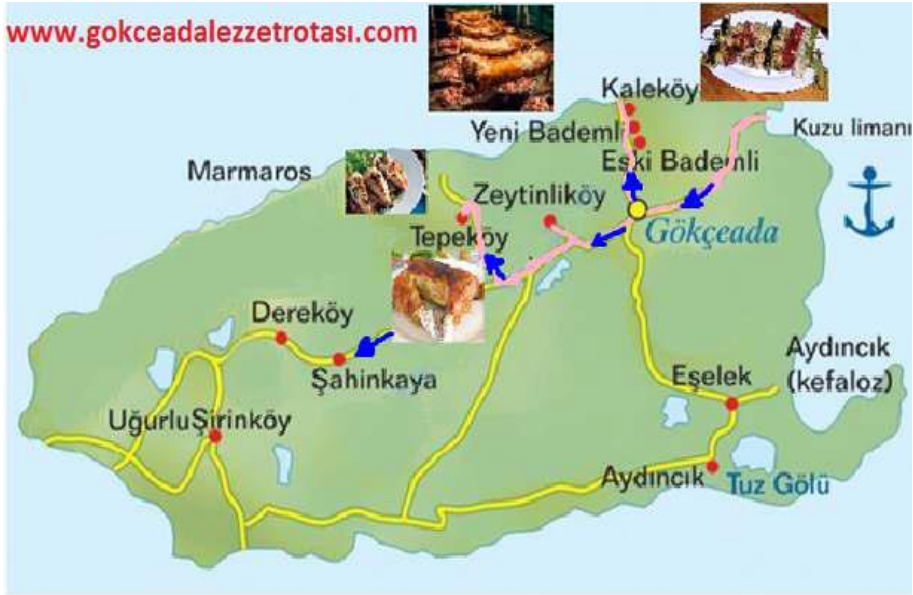 www.gokceadalezzetrotası.com
Kaleköy
Yeni Bademli
Kuzu limanı
Eski Bademli
Marmaros
Zeytinliköy
Tepeköy
Gökçeada
Dereköy
Şahinkaya
Aydıncık
(kefaloz)
Eşelek
Uğurlu
Şirinköy
Aydıncık
Tuz Gölü